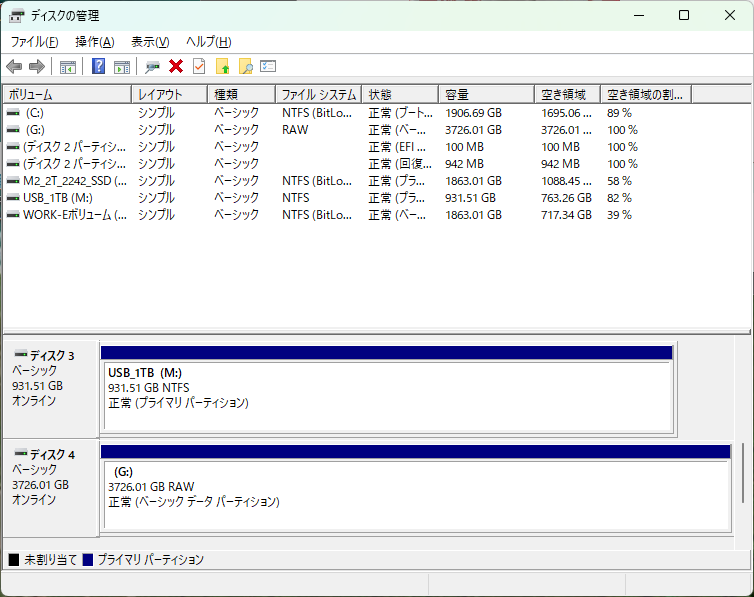 ディスクの管理
ファイル(F) 操作(A) 表示(V) ヘルプ(H)
ボリューム レイアウト 種類 ファイル システム 状態 容量 空き領域 空き領域の割...
(C:) シンプル ベーシック NTFS (BitLo... 正常 (ブート... 1906.69 GB 1695.06 ... 89 %
(G:) シンプル ベーシック RAW 正常 (ベー... 3726.01 GB 3726.01 ... 100 %
(ディスク 2 パーティシ... シンプル ベーシック 正常 (EFI ... 100 MB 100 MB 100 %
(ディスク 2 パーティシ... シンプル ベーシック 正常 (回復... 942 MB 942 MB 100 %
M2_2T_2242_SSD (... シンプル ベーシック NTFS (BitLo... 正常 (プラ... 1863.01 GB 1088.45 ... 58 %
USB_1TB (M:) シンプル ベーシック NTFS 正常 (プラ... 931.51 GB 763.26 GB 82 %
WORK-Eボリューム (... シンプル ベーシック NTFS (BitLo... 正常 (ベー... 1863.01 GB 717.34 GB 39 %
ディスク 3
ベーシック
931.51 GB
オンライン
USB_1TB (M:)
931.51 GB NTFS
正常 (プライマリ パーティション)
ディスク 4
ベーシック
3726.01 GB
オンライン
(G:)
3726.01 GB RAW
正常 (ベーシック データ パーティション)
未割り当て プライマリ パーティション